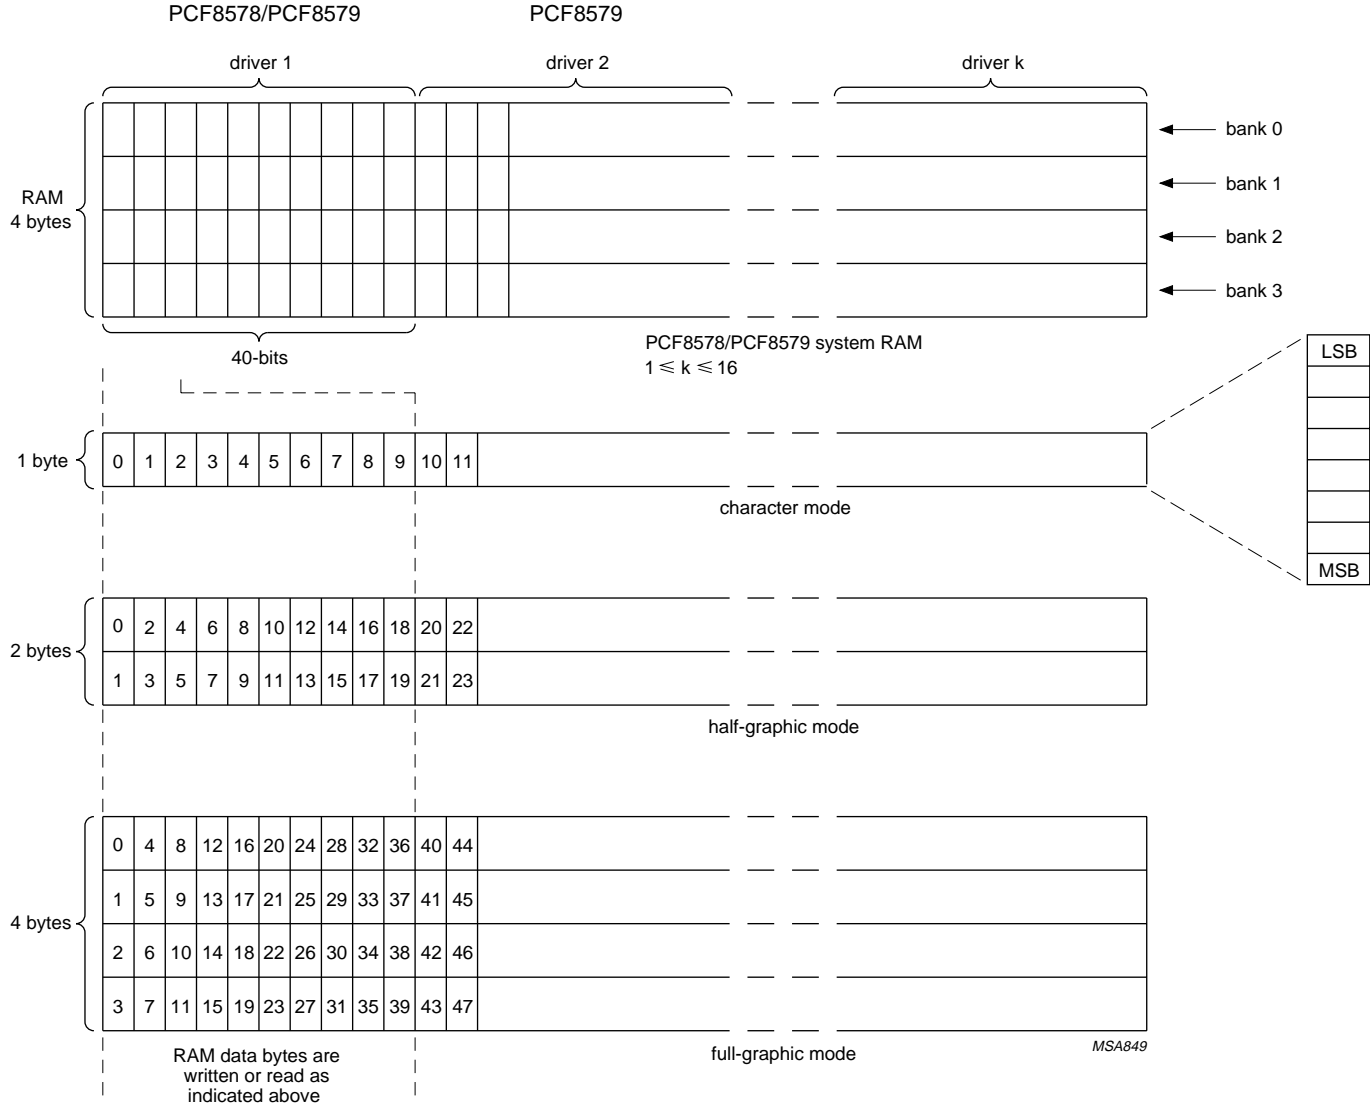 PCF8578/PCF8579 PCF8579
driver 1 driver 2 driver k
bank 0
bank 1
RAM
4 bytes
bank 2
bank 3
40-bits
PCF8578/PCF8579 system RAM
1 ≤ k ≤ 16
LSB
1 byte 0 1 2 3 4 5 6 7 8 9 10 11
character mode
MSB
2 bytes
0 2 4 6 8 10 12 14 16 18 20 22
1 3 5 7 9 11 13 15 17 19 21 23
half-graphic mode
4 bytes
0 4 8 12 16 20 24 28 32 36 40 44
1 5 9 13 17 21 25 29 33 37 41 45
2 6 10 14 18 22 26 30 34 38 42 46
3 7 11 15 19 23 27 31 35 39 43 47
RAM data bytes are
written or read as
indicated above
full-graphic mode
MSA849